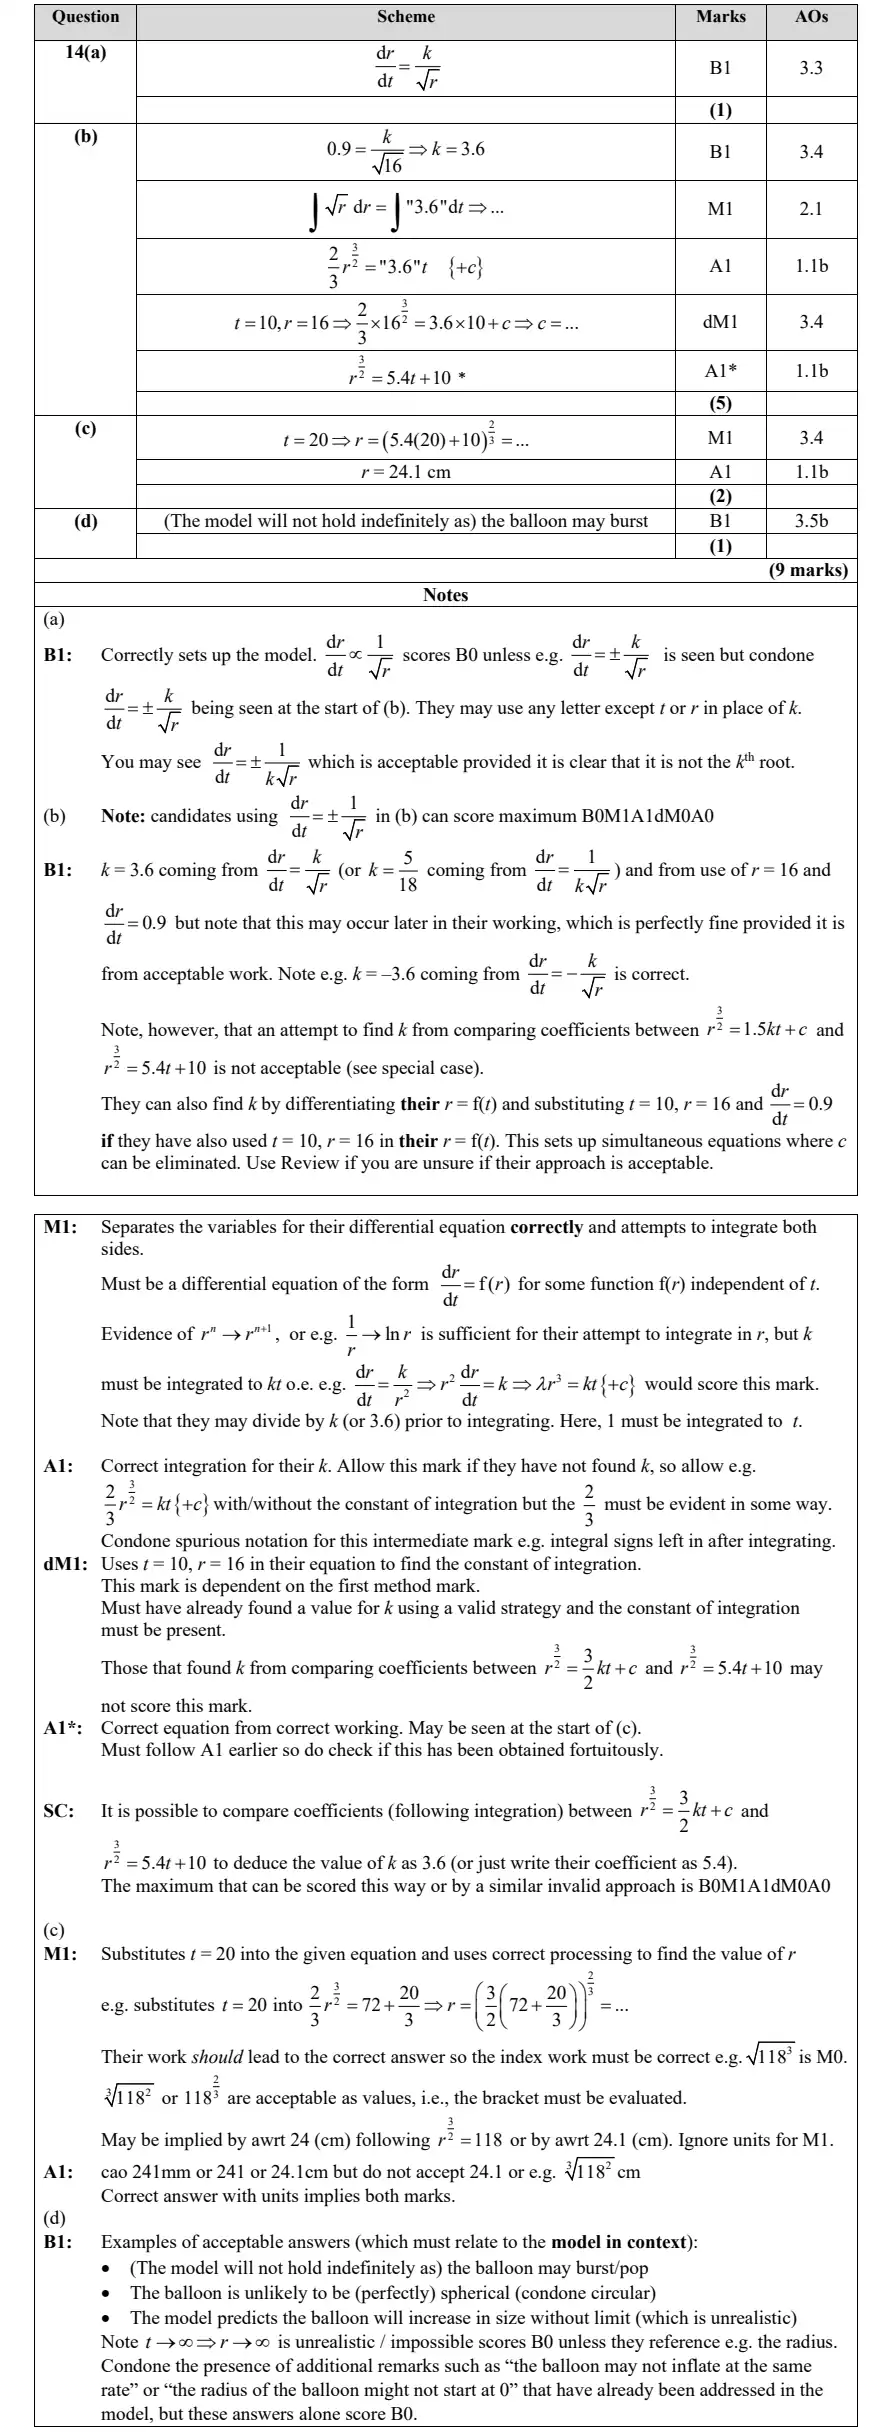 Question Scheme Marks AOs
14(a) dr/dt = k/√r B1 3.3
(1)
(b) 0.9 = k/√16 ⇒ k = 3.6 B1 3.4
∫ √r dr = ∫ "3.6" dt ⇒ ... M1 2.1
2/3 r^(3/2) = "3.6" t {+c} A1 1.1b
t = 10, r = 16 ⇒ 2/3 × 16^(3/2) = 3.6 × 10 + c ⇒ c = ... dM1 3.4
r^(3/2) = 5.4t + 10 * A1* 1.1b
(5)
(c) t = 20 ⇒ r = (5.4(20) + 10)^(2/3) = ... M1 3.4
r = 24.1 cm A1 1.1b
(2)
(d) (The model will not hold indefinitely as) the balloon may burst B1 3.5b
(1)
(9 marks)
Notes
(a)
B1: Correctly sets up the model. dr/dt ∝ 1/√r scores B0 unless e.g. dr/dt = ± k/√r is seen but condone
dr/dt = ± k/√r being seen at the start of (b). They may use any letter except t or r in place of k.
You may see dr/dt = ± 1/(k√r) which is acceptable provided it is clear that it is not the kth root.
(b) Note: candidates using dr/dt = ± 1/√r in (b) can score maximum B0M1A1dM0A0
B1: k = 3.6 coming from dr/dt = k/√r (or k = 5/18 coming from dr/dt = 1/(k√r)) and from use of r = 16 and
dr/dt = 0.9 but note that this may occur later in their working, which is perfectly fine provided it is
from acceptable work. Note e.g. k = –3.6 coming from dr/dt = − k/√r is correct.
Note, however, that an attempt to find k from comparing coefficients between r^(3/2) = 1.5kt + c and
r^(3/2) = 5.4t + 10 is not acceptable (see special case).
They can also find k by differentiating their r = f(t) and substituting t = 10, r = 16 and dr/dt = 0.9
if they have also used t = 10, r = 16 in their r = f(t). This sets up simultaneous equations where c
can be eliminated. Use Review if you are unsure if their approach is acceptable.
M1: Separates the variables for their differential equation correctly and attempts to integrate both
sides.
Must be a differential equation of the form dr/dt = f(r) for some function f(r) independent of t.
Evidence of r^n → r^(n+1), or e.g. 1/r → ln r is sufficient for their attempt to integrate in r, but k
must be integrated to kt o.e. e.g. dr/dt = k/r² ⇒ r² dr/dt = k ⇒ λr³ = kt {+c} would score this mark.
Note that they may divide by k (or 3.6) prior to integrating. Here, 1 must be integrated to t.
A1: Correct integration for their k. Allow this mark if they have not found k, so allow e.g.
2/3 r^(3/2) = kt {+c} with/without the constant of integration but the 2/3 must be evident in some way.
Condone spurious notation for this intermediate mark e.g. integral signs left in after integrating.
dM1: Uses t = 10, r = 16 in their equation to find the constant of integration.
This mark is dependent on the first method mark.
Must have already found a value for k using a valid strategy and the constant of integration
must be present.
Those that found k from comparing coefficients between r^(3/2) = 3/2 kt + c and r^(3/2) = 5.4t + 10 may
not score this mark.
A1*: Correct equation from correct working. May be seen at the start of (c).
Must follow A1 earlier so do check if this has been obtained fortuitously.
SC: It is possible to compare coefficients (following integration) between r^(3/2) = 3/2 kt + c and
r^(3/2) = 5.4t + 10 to deduce the value of k as 3.6 (or just write their coefficient as 5.4).
The maximum that can be scored this way or by a similar invalid approach is B0M1A1dM0A0
(c)
M1: Substitutes t = 20 into the given equation and uses correct processing to find the value of r
e.g. substitutes t = 20 into 2/3 r^(3/2) = 72 + 20/3 ⇒ r = (3/2 (72 + 20/3))^(2/3) = ...
Their work should lead to the correct answer so the index work must be correct e.g. √(118³) is M0.
∛(118²) or 118^(2/3) are acceptable as values, i.e., the bracket must be evaluated.
May be implied by awrt 24 (cm) following r^(3/2) = 118 or by awrt 24.1 (cm). Ignore units for M1.
A1: cao 241mm or 241 or 24.1cm but do not accept 24.1 or e.g. ∛(118²) cm
Correct answer with units implies both marks.
(d)
B1: Examples of acceptable answers (which must relate to the model in context):
• (The model will not hold indefinitely as) the balloon may burst/pop
• The balloon is unlikely to be (perfectly) spherical (condone circular)
• The model predicts the balloon will increase in size without limit (which is unrealistic)
Note t → ∞ ⇒ r → ∞ is unrealistic / impossible scores B0 unless they reference e.g. the radius.
Condone the presence of additional remarks such as “the balloon may not inflate at the same
rate” or “the radius of the balloon might not start at 0” that have already been addressed in the
model, but these answers alone score B0.